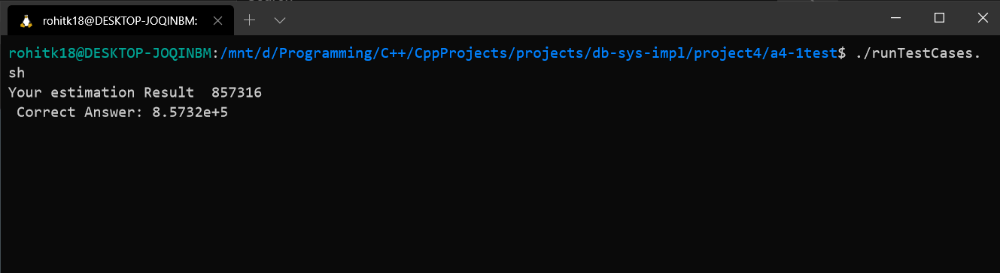 rohitk18@DESKTOP-JOQINBM:
rohitk18@DESKTOP-JOQINBM:/mnt/d/Programming/C++/CppProjects/projects/db-sys-impl/project4/a4-1test$ ./runTestCases.
sh
Your estimation Result  857316
 Correct Answer: 8.5732e+5